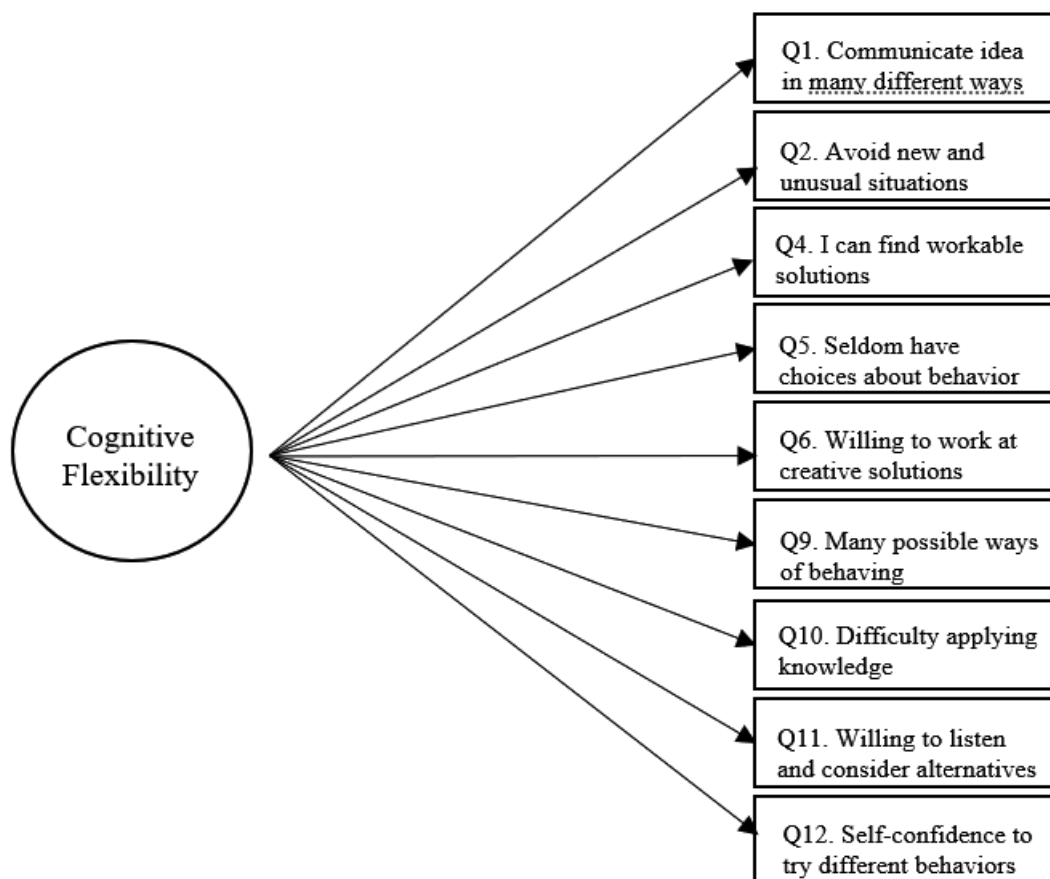 Q1. Communicate idea
in many different ways
Q2. Avoid new and
unusual situations
Q4. I can find workable
solutions
Q5. Seldom have
choices about behavior
Cognitive
Flexibility
Q6. Willing to work at
creative solutions
Q9. Many possible ways
of behaving
Q10. Difficulty applying
knowledge
Q11. Willing to listen
and consider alternatives
Q12. Self-confidence to
try different behaviors